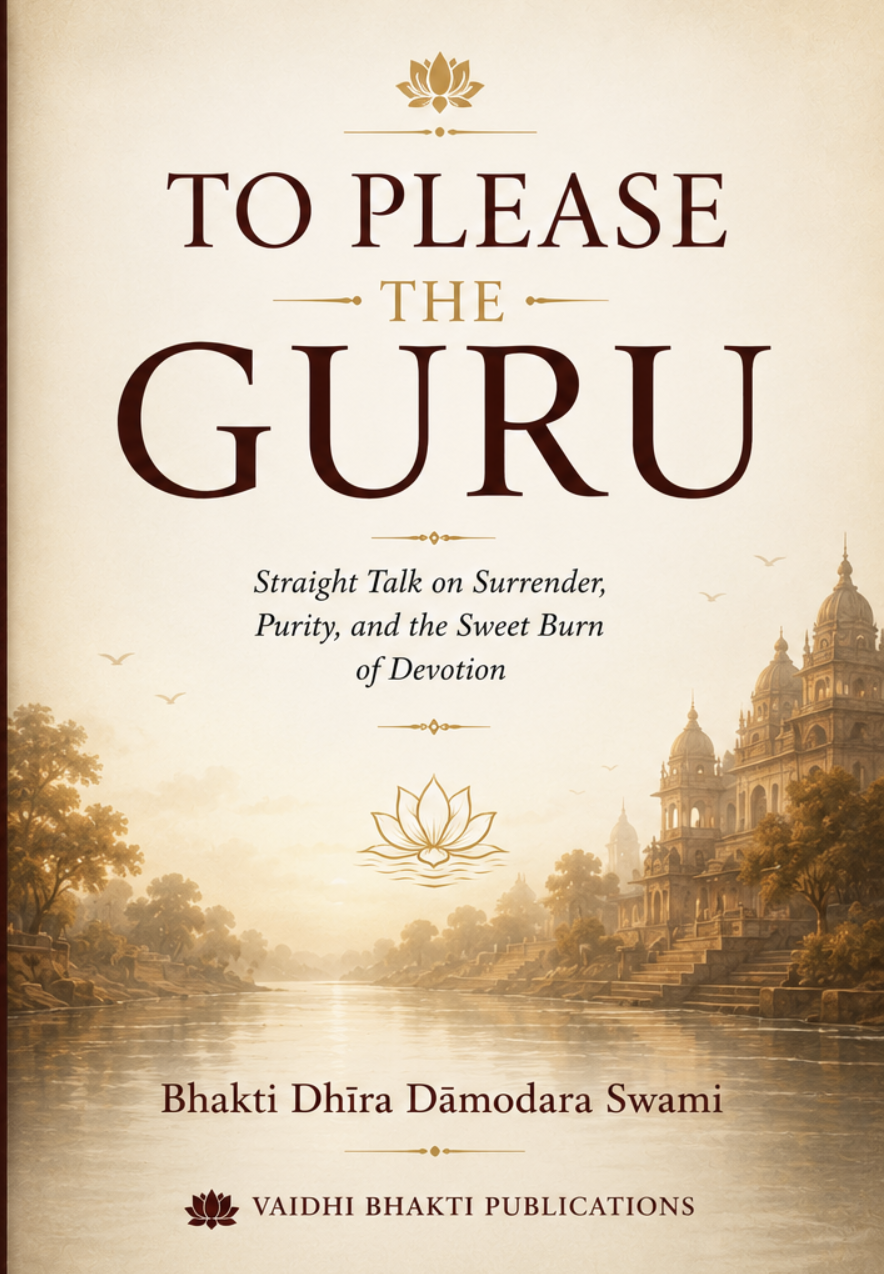 TO PLEASE
THE
GURU
Straight Talk on Surrender,
Purity, and the Sweet Burn
of Devotion
Bhakti Dhīra Dāmodara Swami
VAIDHI BHAKTI PUBLICATIONS